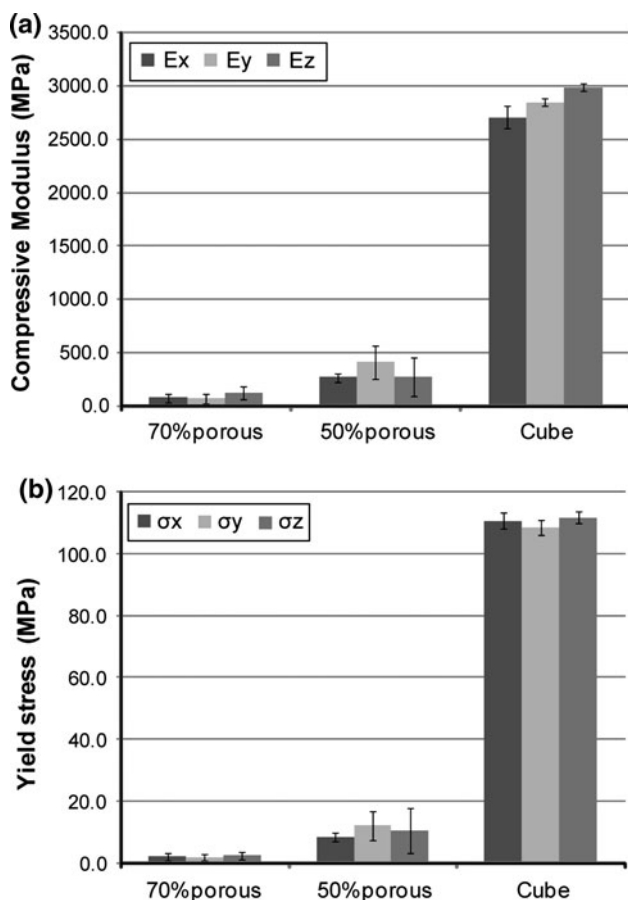 (a)
Compressive Modulus (MPa)
3500.0
3000.0
2500.0
2000.0
1500.0
1000.0
500.0
0.0
Ex Ey Ez
70%porous 50%porous Cube
(b)
Yield stress (MPa)
120.0
100.0
80.0
60.0
40.0
20.0
0.0
σx σy σz
70%porous 50%porous Cube